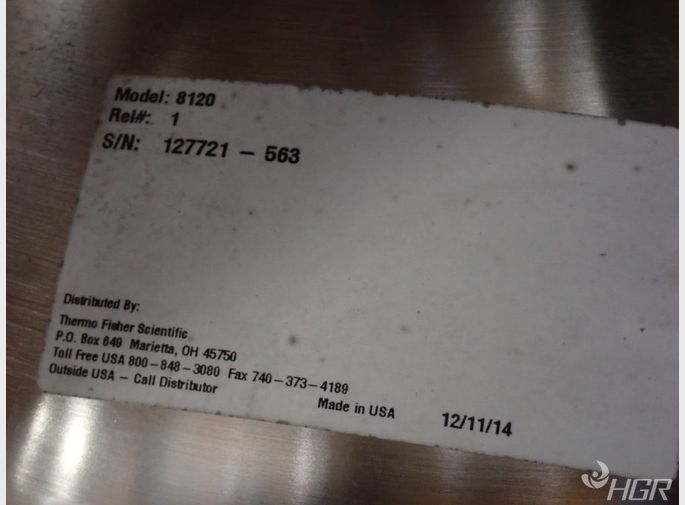 Model: 8120
Rel#: 1
S/N: 127721 – 563
Distributed By:
Thermo Fisher Scientific
P.O. Box 649 Marietta, OH 45750
Toll Free USA 800–848–3080 Fax 740–373–4189
Outside USA – Call Distributor
Made in USA 12/11/14
HGR